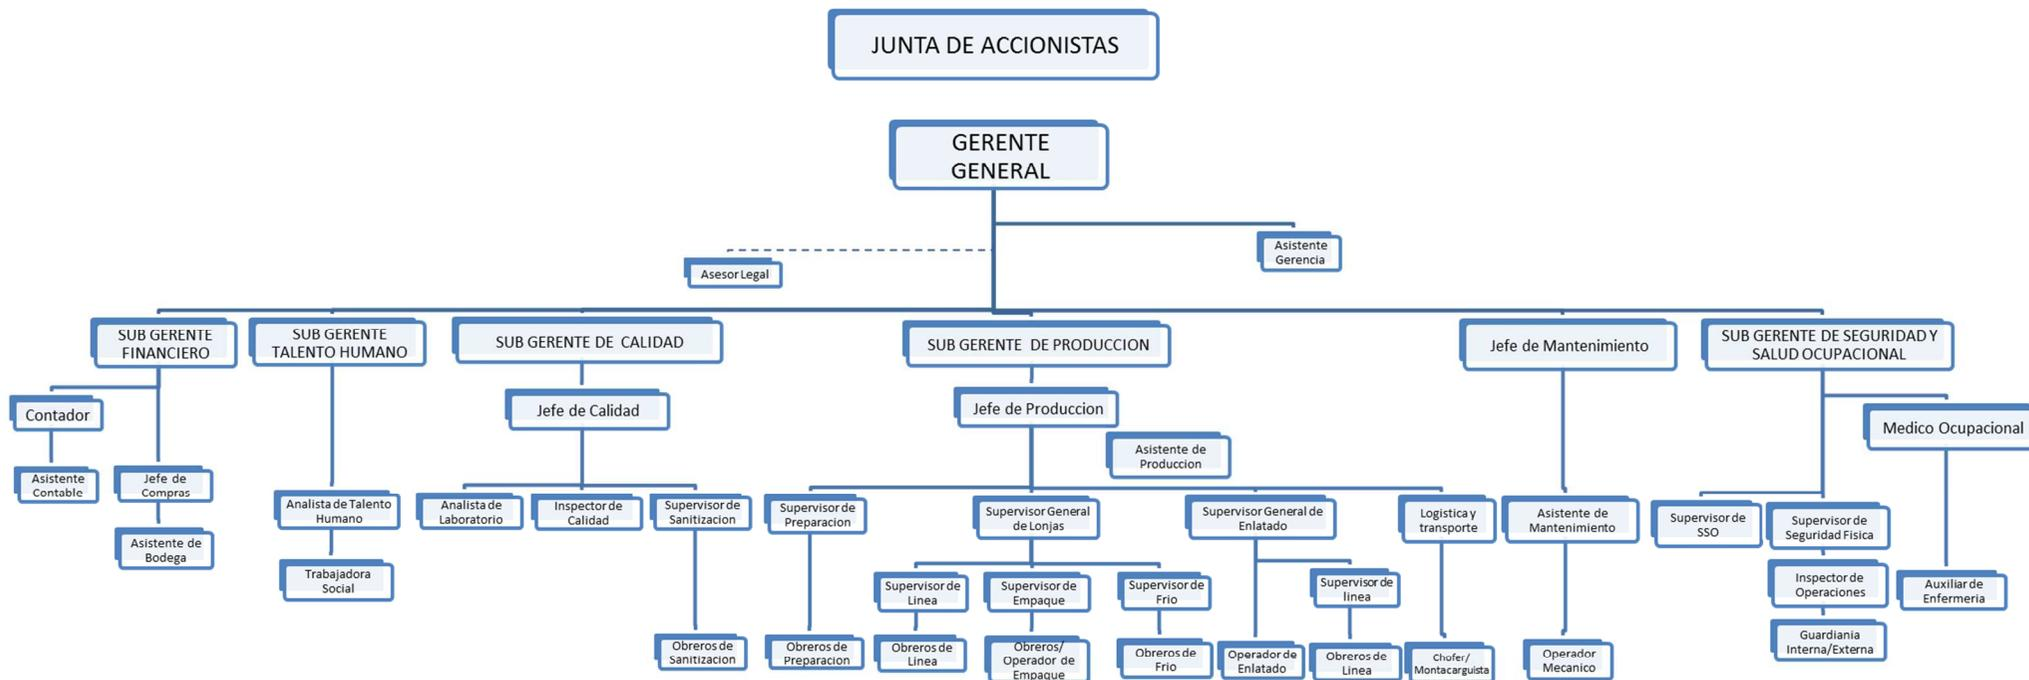 JUNTA DE ACCIONISTAS
GERENTE
GENERAL
Asistente
Gerencia
Asesor Legal
SUB GERENTE
FINANCIERO
SUB GERENTE
TALENTO HUMANO
SUB GERENTE DE CALIDAD
SUB GERENTE DE PRODUCCION
Jefe de Mantenimiento
SUB GERENTE DE SEGURIDAD Y
SALUD OCUPACIONAL
Contador
Jefe de Calidad
Jefe de Produccion
Medico Ocupacional
Asistente de
Produccion
Asistente
Contable
Jefe de
Compras
Analista de Talento
Humano
Analista de
Laboratorio
Inspector de
Calidad
Supervisor de
Sanitizacion
Supervisor de
Preparacion
Supervisor General
de Lonjas
Supervisor General de
Enlatado
Logistica y
transporte
Asistente de
Mantenimiento
Supervisor de
SSO
Supervisor de
Seguridad Fisica
Asistente de
Bodega
Trabajadora
Social
Supervisor de
Linea
Supervisor de
Empaque
Supervisor de
Frio
Supervisor de
linea
Inspector de
Operaciones
Auxiliar de
Enfermeria
Obreros de
Sanitizacion
Obreros de
Preparacion
Obreros de
Linea
Obreros/
Operador de
Empaque
Obreros de
Frio
Operador de
Enlatado
Obreros de
Linea
Chofer/
Montacarguista
Operador
Mecanico
Guardiania
Interna/Externa